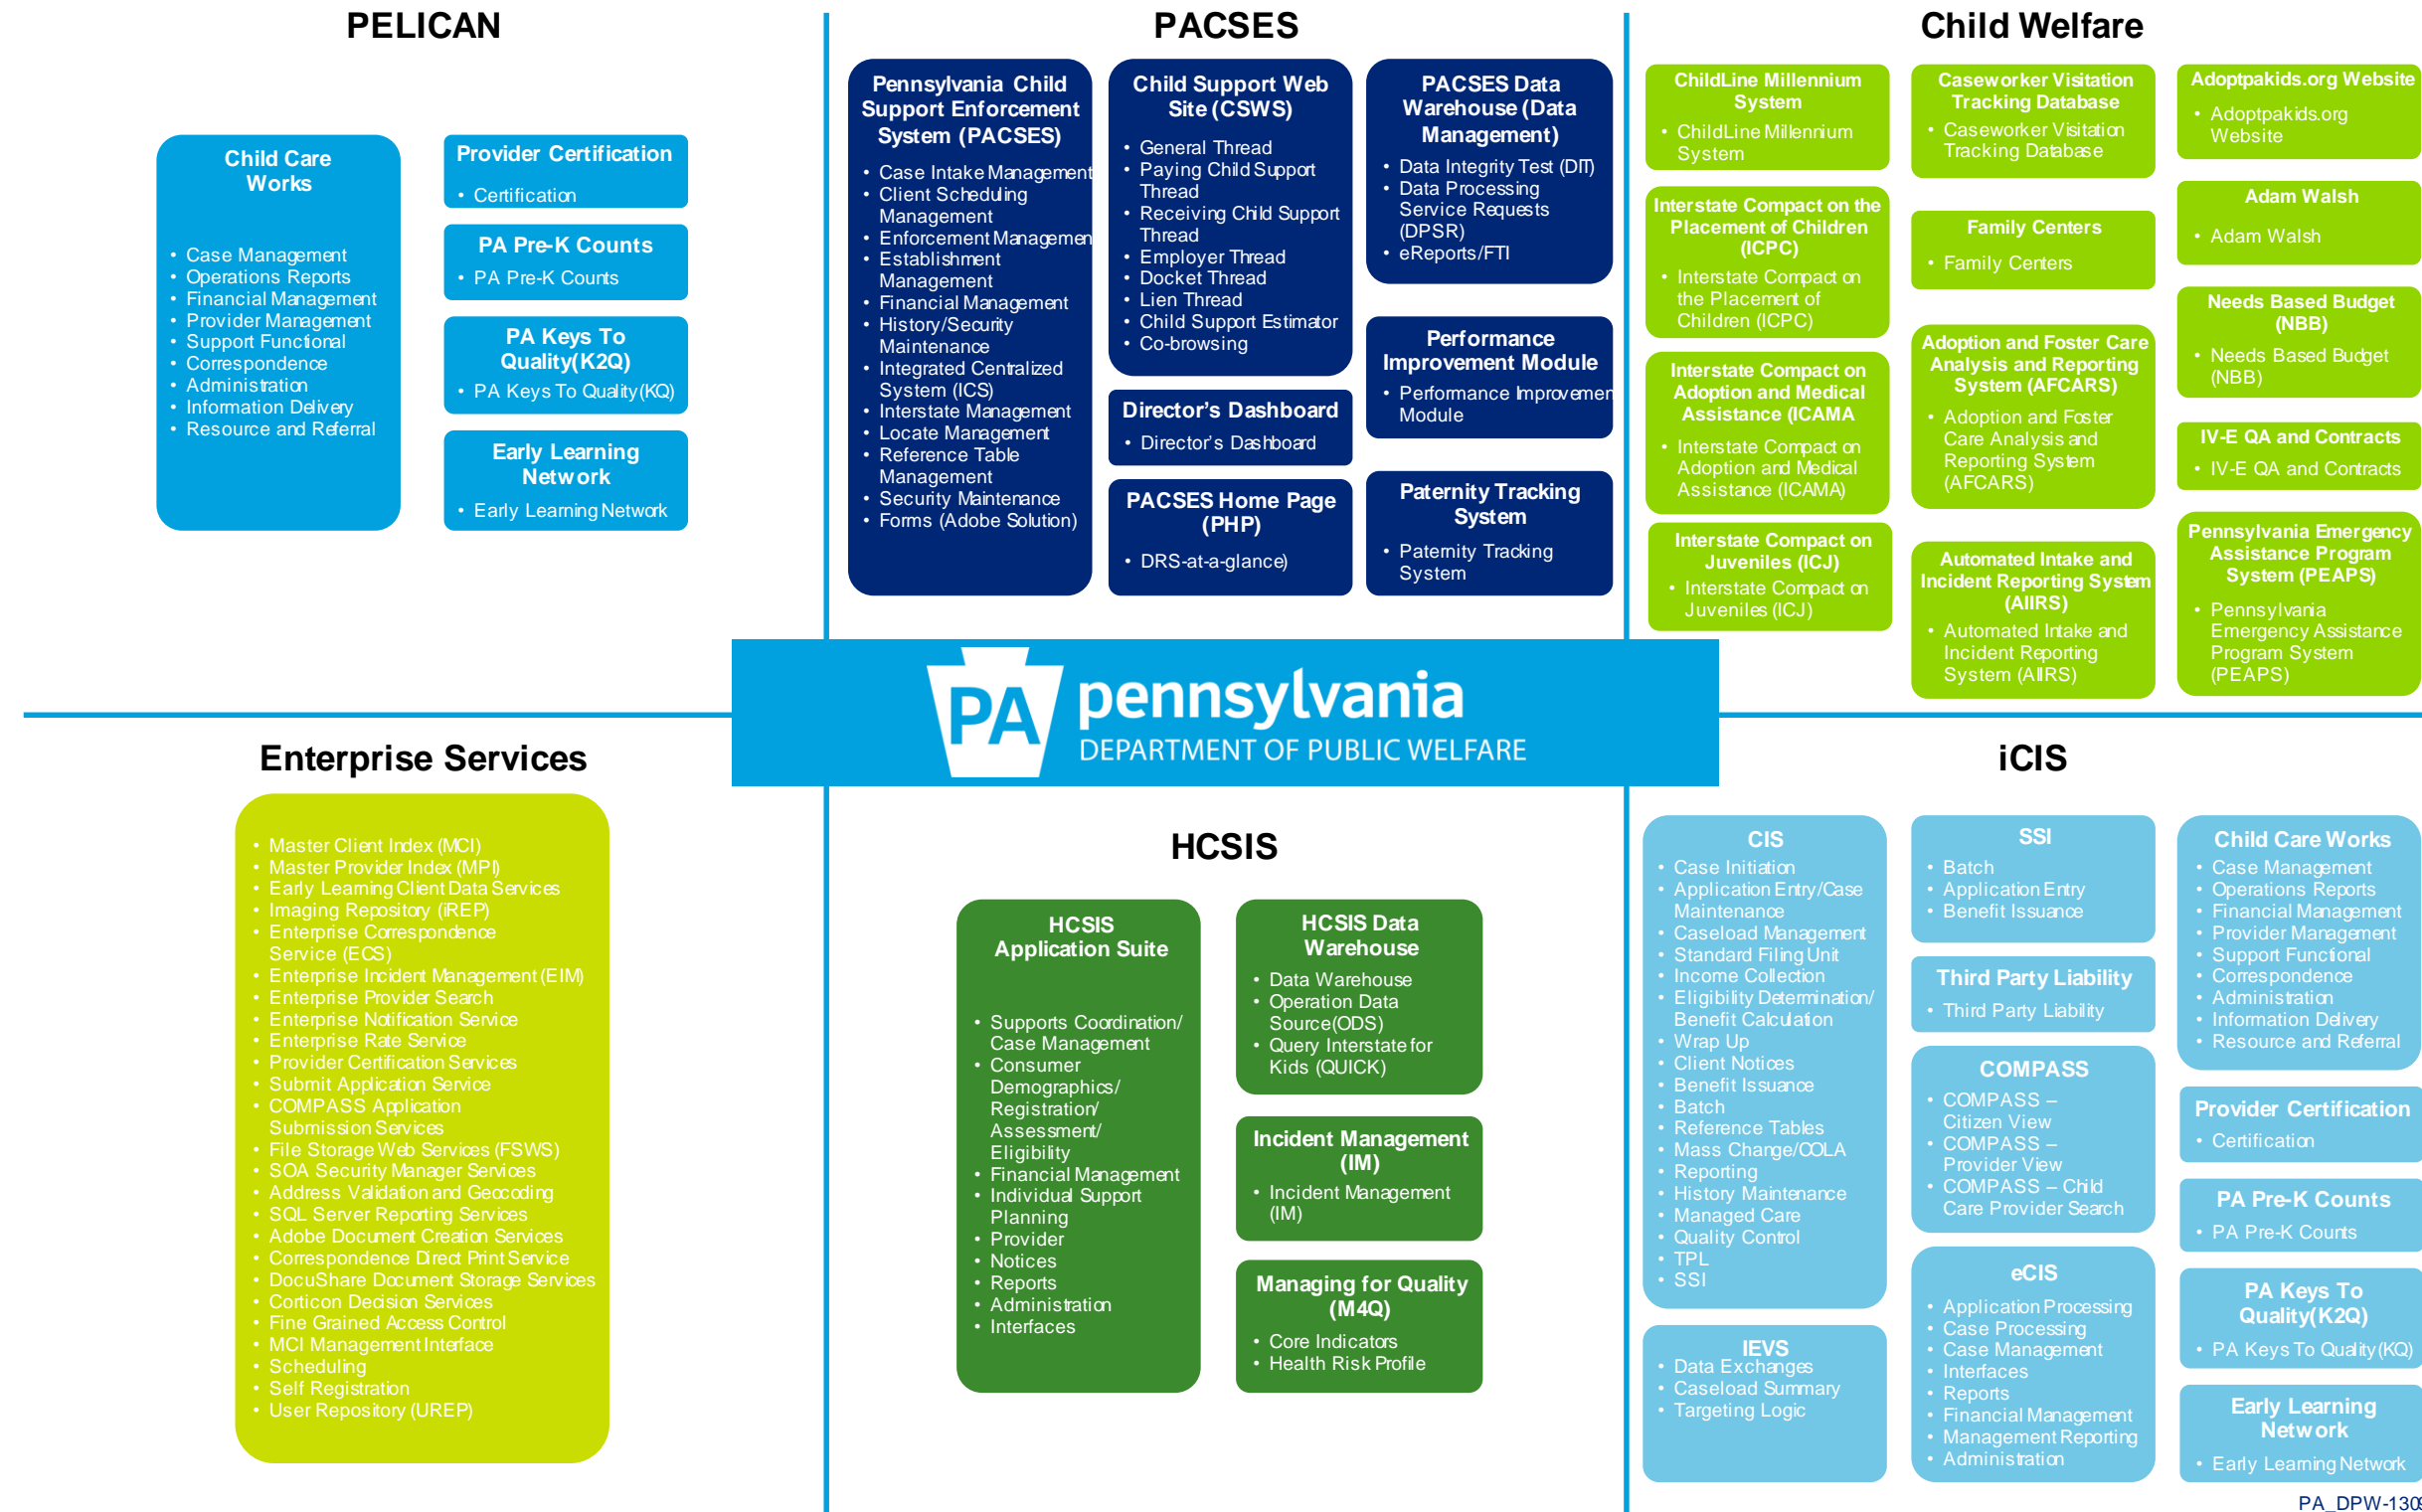 PELICAN
Child Care
Works
• Case Management
• Operations Reports
• Financial Management
• Provider Management
• Support Functional
• Correspondence
• Administration
• Information Delivery
• Resource and Referral
Provider Certification
• Certification
PA Pre-K Counts
• PA Pre-K Counts
PA Keys To
Quality(K2Q)
• PA Keys To Quality(KQ)
Early Learning
Network
• Early Learning Network
PACSES
Pennsylvania Child
Support Enforcement
System (PACSES)
• Case Intake Management
• Client Scheduling
Management
• Enforcement Managemen
• Establishment
Management
• Financial Management
• History/Security
Maintenance
• Integrated Centralized
System (ICS)
• Interstate Management
• Locate Management
• Reference Table
Management
• Security Maintenance
• Forms (Adobe Solution)
Child Support Web
Site (CSWS)
• General Thread
• Paying Child Support
Thread
• Receiving Child Support
Thread
• Employer Thread
• Docket Thread
• Lien Thread
• Child Support Estimator
• Co-browsing
Director's Dashboard
• Director's Dashboard
PACSES Home Page
(PHP)
• DRS-at-a-glance)
PACSES Data
Warehouse (Data
Management)
• Data Integrity Test (DIT)
• Data Processing
Service Requests
(DPSR)
• eReports/FTI
Performance
Improvement Module
• Performance Improvemen
Module
Paternity Tracking
System
• Paternity Tracking
System
Child Welfare
ChildLine Millennium
System
• ChildLine Millennium
System
Interstate Compact on the
Placement of Children
(ICPC)
• Interstate Compact on
the Placement of
Children (ICPC)
Interstate Compact on
Adoption and Medical
Assistance (ICAMA
• Interstate Compact on
Adoption and Medical
Assistance (ICAMA)
Interstate Compact on
Juveniles (ICJ)
• Interstate Compact on
Juveniles (ICJ)
Caseworker Visitation
Tracking Database
• Caseworker Visitation
Tracking Database
Family Centers
• Family Centers
Adoption and Foster Care
Analysis and Reporting
System (AFCARS)
• Adoption and Foster
Care Analysis and
Reporting System
(AFCARS)
Automated Intake and
Incident Reporting System
(AIIRS)
• Automated Intake and
Incident Reporting
System (AIIRS)
Adoptpakids.org Website
• Adoptpakids.org
Website
Adam Walsh
• Adam Walsh
Needs Based Budget
(NBB)
• Needs Based Budget
(NBB)
IV-E QA and Contracts
• IV-E QA and Contracts
Pennsylvania Emergency
Assistance Program
System (PEAPS)
• Pennsylvania
Emergency Assistance
Program System
(PEAPS)
PA
pennsylvania
DEPARTMENT OF PUBLIC WELFARE
Enterprise Services
• Master Client Index (MCI)
• Master Provider Index (MPI)
• Early Learning Client Data Services
• Imaging Repository (iREP)
• Enterprise Correspondence
Service (ECS)
• Enterprise Incident Management (EIM)
• Enterprise Provider Search
• Enterprise Notification Service
• Enterprise Rate Service
• Provider Certification Services
• Submit Application Service
• COMPASS Application
Submission Services
• File Storage Web Services (FSWS)
• SOA Security Manager Services
• Address Validation and Geocoding
• SQL Server Reporting Services
• Adobe Document Creation Services
• Correspondence Direct Print Service
• DocuShare Document Storage Services
• Corticon Decision Services
• Fine Grained Access Control
• MCI Management Interface
• Scheduling
• Self Registration
• User Repository (UREP)
HCSIS
HCSIS
Application Suite
• Supports Coordination/
Case Management
• Consumer
Demographics/
Registration/
Assessment/
Eligibility
• Financial Management
• Individual Support
Planning
• Provider
• Notices
• Reports
• Administration
• Interfaces
HCSIS Data
Warehouse
• Data Warehouse
• Operation Data
Source(ODS)
• Query Interstate for
Kids (QUICK)
Incident Management
(IM)
• Incident Management
(IM)
Managing for Quality
(M4Q)
• Core Indicators
• Health Risk Profile
iCIS
CIS
• Case Initiation
• Application Entry/Case
Maintenance
• Caseload Management
• Standard Filing Unit
• Income Collection
• Eligibility Determination/
Benefit Calculation
• Wrap Up
• Client Notices
• Benefit Issuance
• Batch
• Reference Tables
• Mass Change/COLA
• Reporting
• History Maintenance
• Managed Care
• Quality Control
• TPL
• SSI
IEVS
• Data Exchanges
• Caseload Summary
• Targeting Logic
SSI
• Batch
• Application Entry
• Benefit Issuance
Third Party Liability
• Third Party Liability
COMPASS
• COMPASS –
Citizen View
• COMPASS –
Provider View
• COMPASS – Child
Care Provider Search
eCIS
• Application Processing
• Case Processing
• Case Management
• Interfaces
• Reports
• Financial Management
• Management Reporting
• Administration
Child Care Works
• Case Management
• Operations Reports
• Financial Management
• Provider Management
• Support Functional
• Correspondence
• Administration
• Information Delivery
• Resource and Referral
Provider Certification
• Certification
PA Pre-K Counts
• PA Pre-K Counts
PA Keys To
Quality(K2Q)
• PA Keys To Quality(KQ)
Early Learning
Network
• Early Learning Network